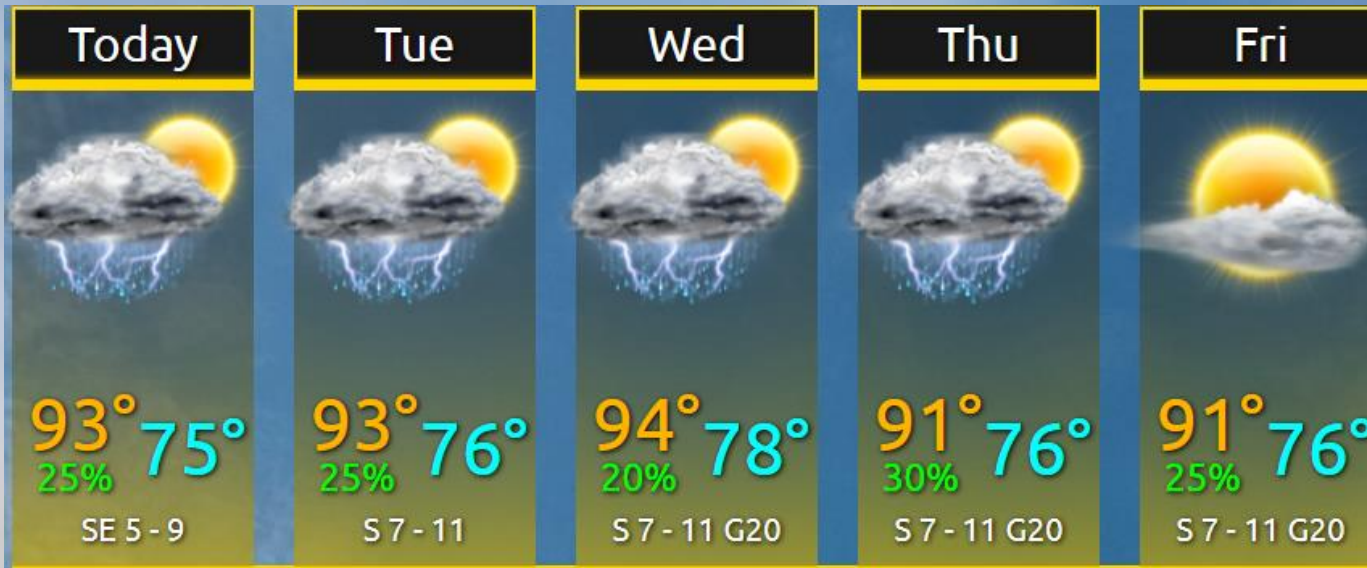 Today
93° 75°
25%
SE 5 - 9
Tue
93° 76°
25%
S 7 - 11
Wed
94° 78°
20%
S 7 - 11 G20
Thu
91° 76°
30%
S 7 - 11 G20
Fri
91° 76°
25%
S 7 - 11 G20